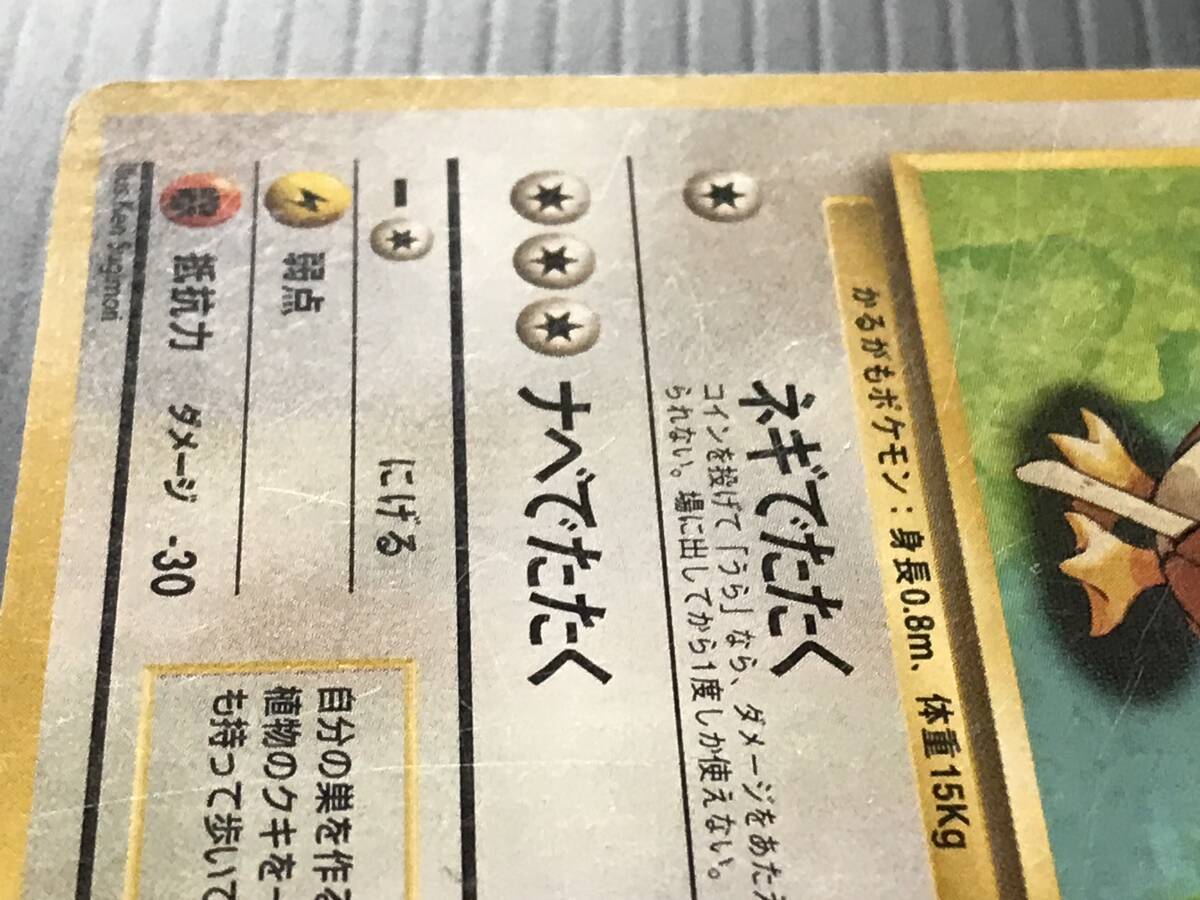 かるがもポケモン：身長0.8m、体重15Kg
ネギでたたく
コインを投げて「うら」なら、ダメージをあたえ
られない。場に出してから1度しか使えない。
ナベでたたく
にげる
弱点
抵抗力 ダメージ -30
自分の巣を作る
植物のクキを一
も持って歩いて
Illus. Ken Sugimori